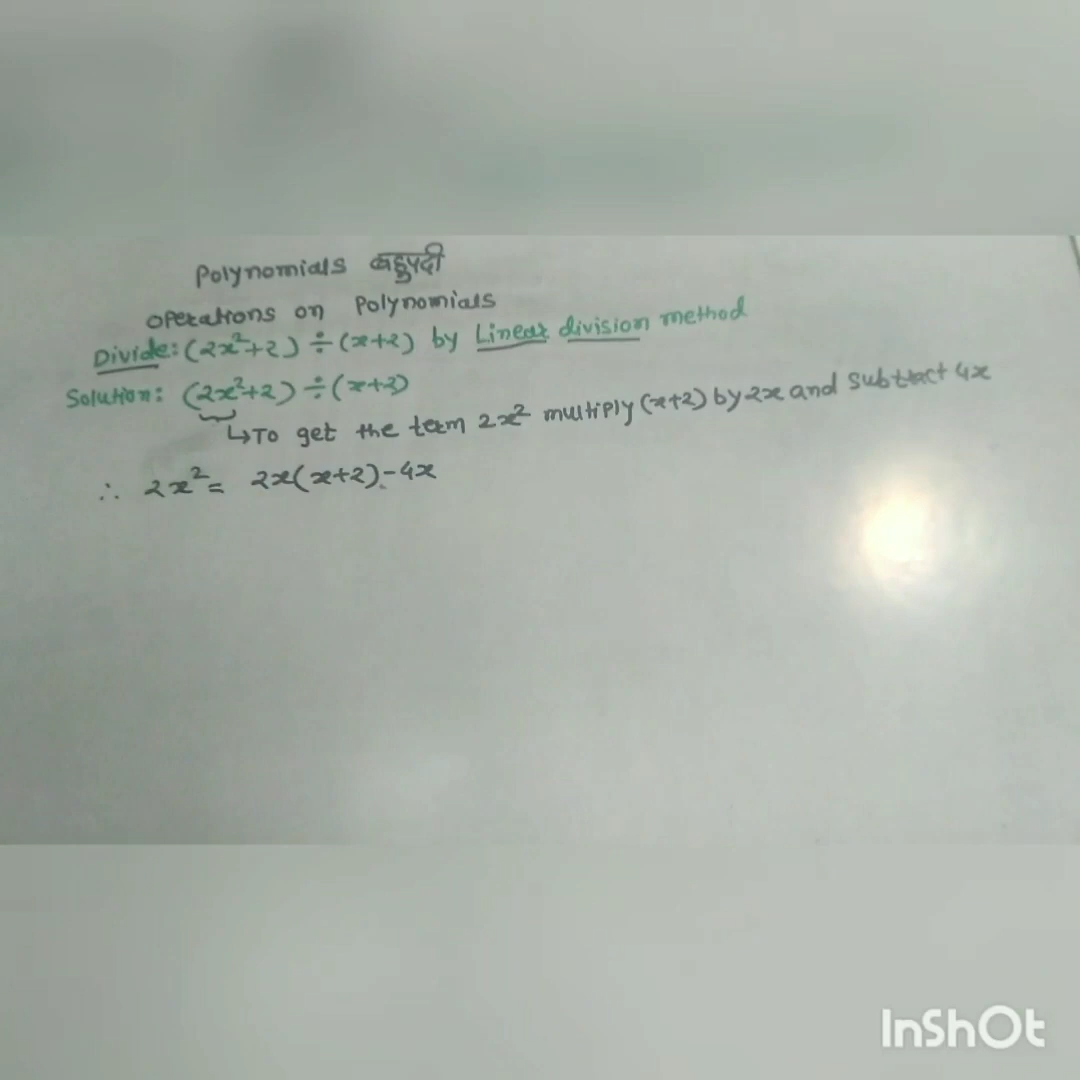 Polynomials बहुपदी
Operations on Polynomials
Divide: (2x²+2) ÷ (x+2) by Linear division method
Solution: (2x²+2) ÷ (x+2)
↳To get the term 2x² multiply (x+2) by 2x and subtract 4x
∴ 2x² = 2x(x+2)-4x
InShOt